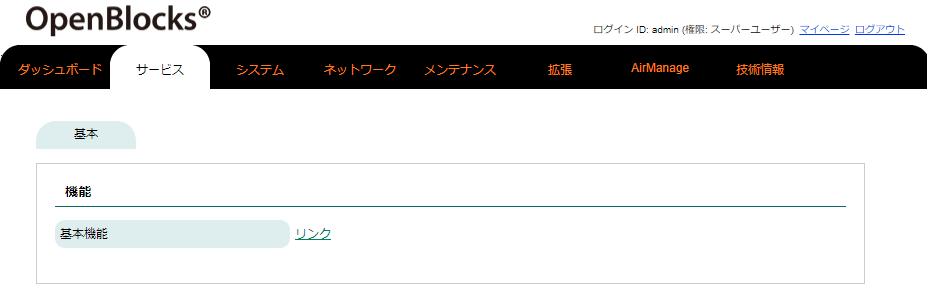 OpenBlocks®
ログイン ID: admin (権限: スーパーユーザー) マイページ ログアウト
ダッシュボード サービス システム ネットワーク メンテナンス 拡張 AirManage 技術情報
基本
機能
基本機能 リンク